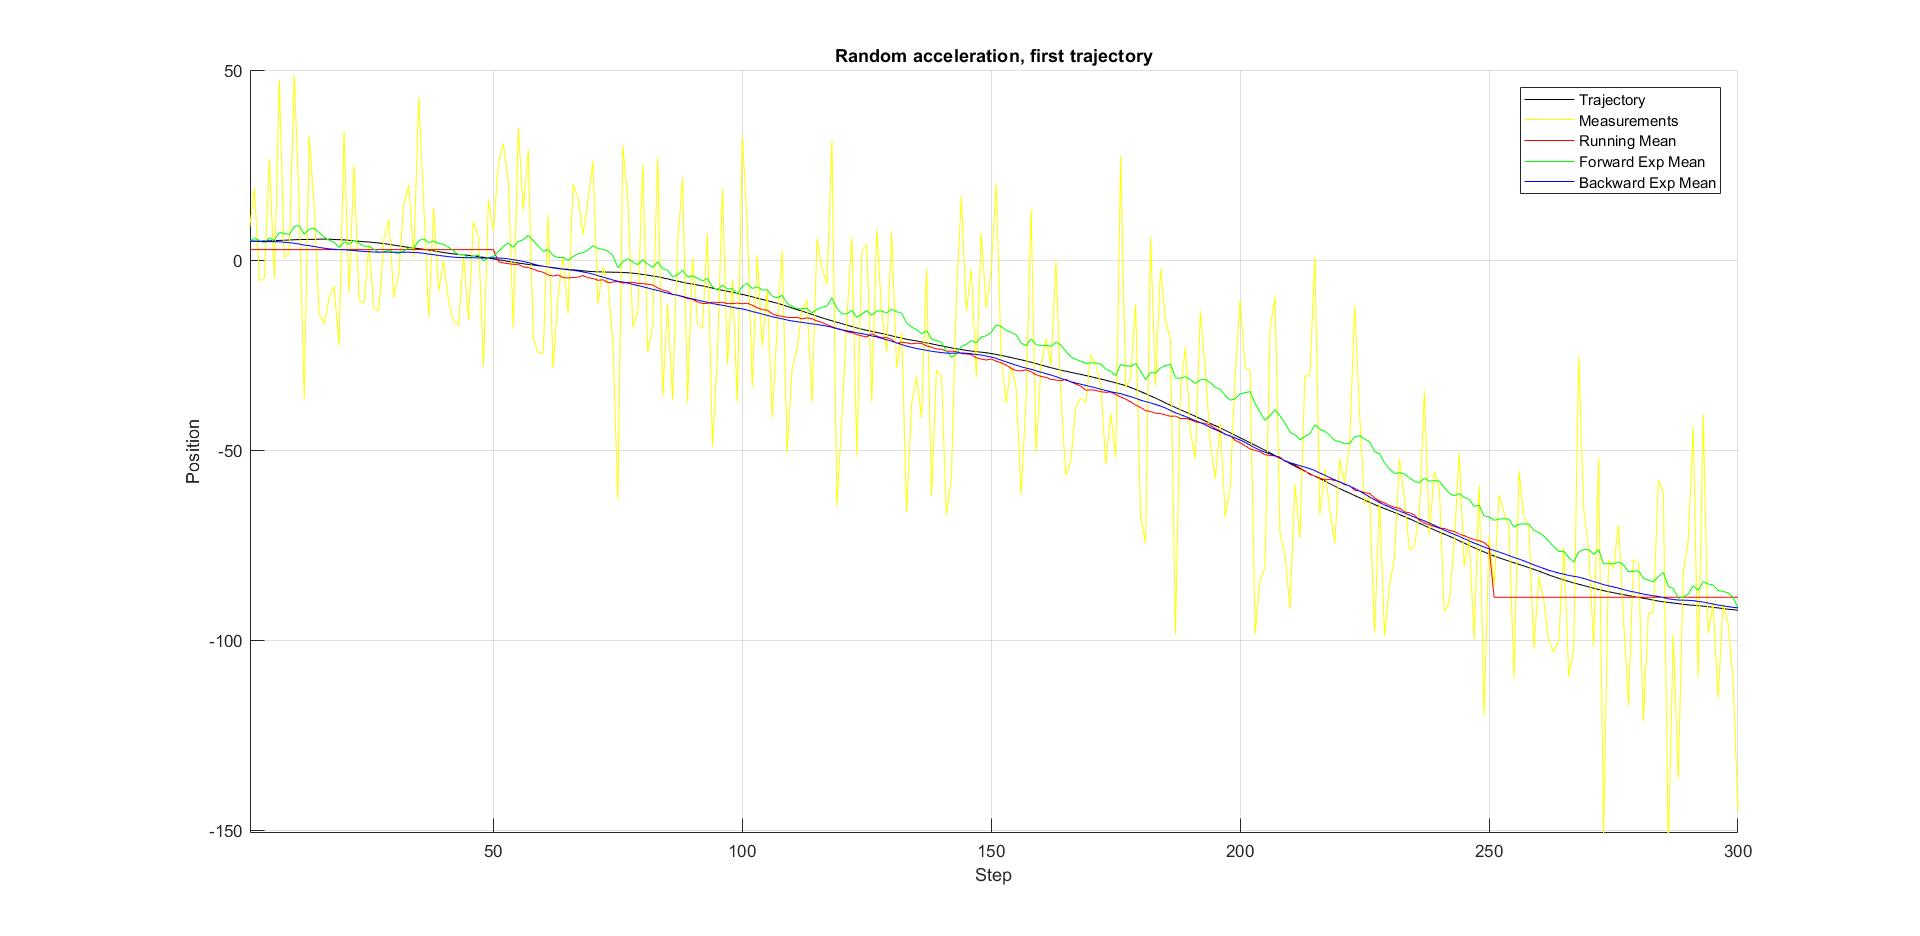 Random acceleration, first trajectory
50
0
-50
-100
-150
Position
50
100
150
200
250
300
Step
Trajectory
Measurements
Running Mean
Forward Exp Mean
Backward Exp Mean